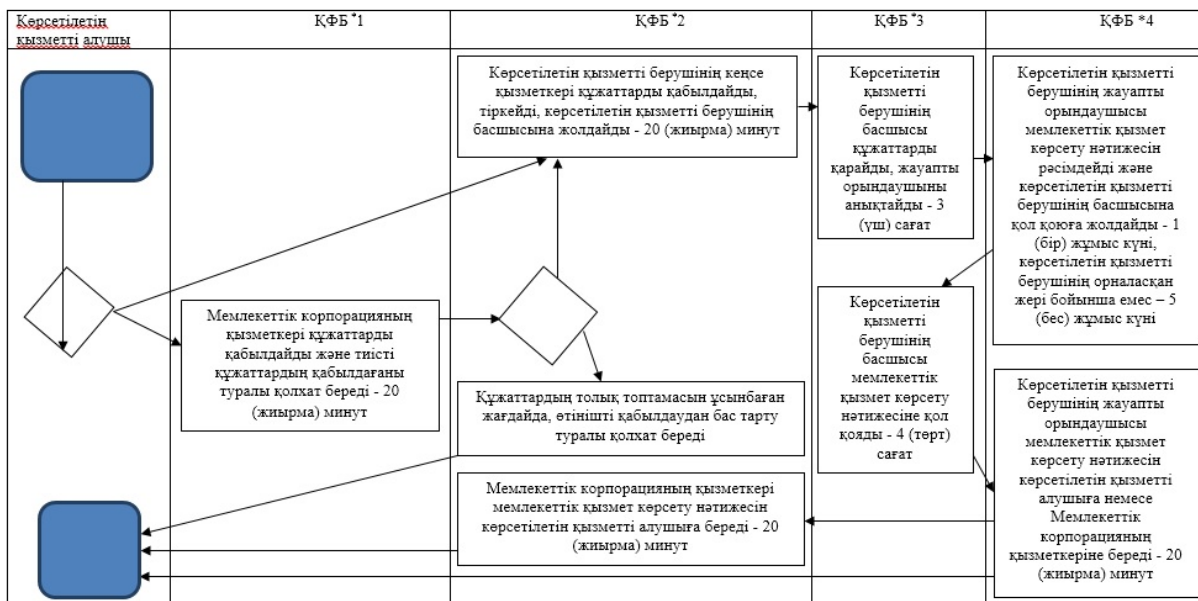 Көрсетілетін
қызметті алушы
ҚФБ *1
ҚФБ *2
ҚФБ *3
ҚФБ *4
Көрсетілетін қызметті берушінің кеңсе
қызметкері құжаттарды қабылдайды,
тіркейді, көрсетілетін қызметті берушінің
басшысына жолдайды - 20 (жиырма) минут
Көрсетілетін
қызметті
берушінің
басшысы
құжаттарды
қарайды, жауапты
орындаушыны
анықтайды - 3
(үш) сағат
Көрсетілетін қызметті
берушінің жауапты
орындаушысы
мемлекеттік қызмет
көрсету нәтижесін
рәсімдейді және
көрсетілетін қызметті
берушінің басшысына
қол қоюға жолдайды - 1
(бір) жұмыс күні,
көрсетілетін қызметті
берушінің орналасқан
жері бойынша емес – 5
(бес) жұмыс күні
Мемлекеттік корпорацияның
қызметкері құжаттарды
қабылдайды және тиісті
құжаттардың қабылдағаны
туралы қолхат береді - 20
(жиырма) минут
Көрсетілетін
қызметті
берушінің
басшысы
мемлекеттік
қызмет көрсету
нәтижесіне қол
қояды - 4 (төрт)
сағат
Құжаттардың толық топтамасын ұсынбаған
жағдайда, өтінішті қабылдаудан бас тарту
туралы қолхат береді
Көрсетілетін қызметті
берушінің жауапты
орындаушысы
мемлекеттік қызмет
көрсету нәтижесін
көрсетілетін қызметті
алушыға немесе
Мемлекеттік
корпорацияның
қызметкеріне береді - 20
(жиырма) минут
Мемлекеттік корпорацияның қызметкері
мемлекеттік қызмет көрсету нәтижесін
көрсетілетін қызметті алушыға береді - 20
(жиырма) минут